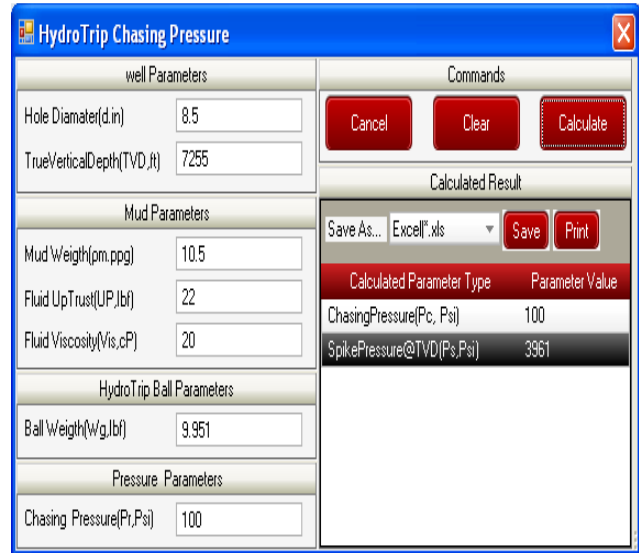 HydroTrip Chasing Pressure
well Parameters
Hole Diamater(d.in) 8.5
TrueVerticalDepth(TVD,ft) 7255
Mud Parameters
Mud Weigth(ρm.ppg) 10.5
Fluid UpTrust(UP,lbf) 22
Fluid Viscosity(Vis,cP) 20
HydroTrip Ball Parameters
Ball Weigth(Wg,lbf) 9.951
Pressure Parameters
Chasing Pressure(Pr,Psi) 100
Commands
Cancel Clear Calculate
Calculated Result
Save As... Excel|*.xls Save Print
Calculated Parameter Type Parameter Value
ChasingPressure(Pc, Psi) 100
SpikePressure@TVD(Ps,Psi) 3961